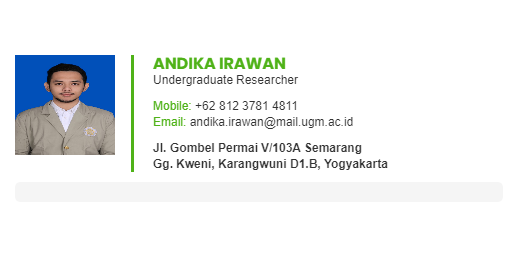 ANDIKA IRAWAN
Undergraduate Researcher
Mobile: +62 812 3781 4811
Email: andika.irawan@mail.ugm.ac.id
Jl. Gombel Permai V/103A Semarang
Gg. Kweni, Karangwuni D1.B, Yogyakarta